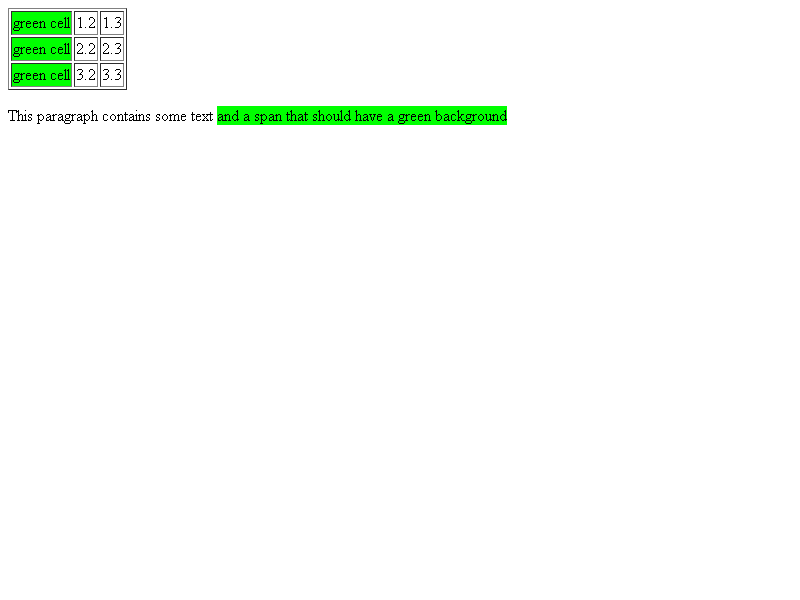 green cell 1.2 1.3
green cell 2.2 2.3
green cell 3.2 3.3
This paragraph contains some text and a span that should have a green background